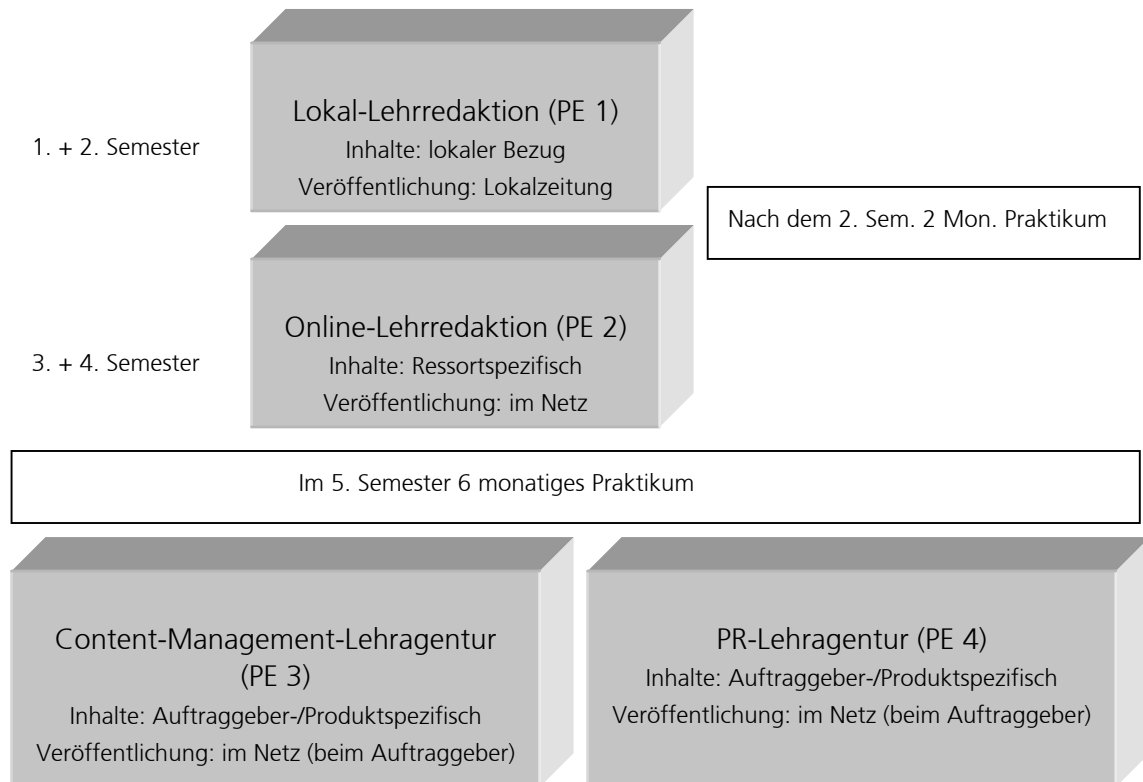 Lokal-Lehrredaktion (PE 1)
1. + 2. Semester
Inhalte: lokaler Bezug
Veröffentlichung: Lokalzeitung
Nach dem 2. Sem. 2 Mon. Praktikum
Online-Lehrredaktion (PE 2)
3. + 4. Semester
Inhalte: Ressortspezifisch
Veröffentlichung: im Netz
Im 5. Semester 6 monatiges Praktikum
Content-Management-Lehragentur
(PE 3)
Inhalte: Auftraggeber-/Produktspezifisch
Veröffentlichung: im Netz (beim Auftraggeber)
PR-Lehragentur (PE 4)
Inhalte: Auftraggeber-/Produktspezifisch
Veröffentlichung: im Netz (beim Auftraggeber)